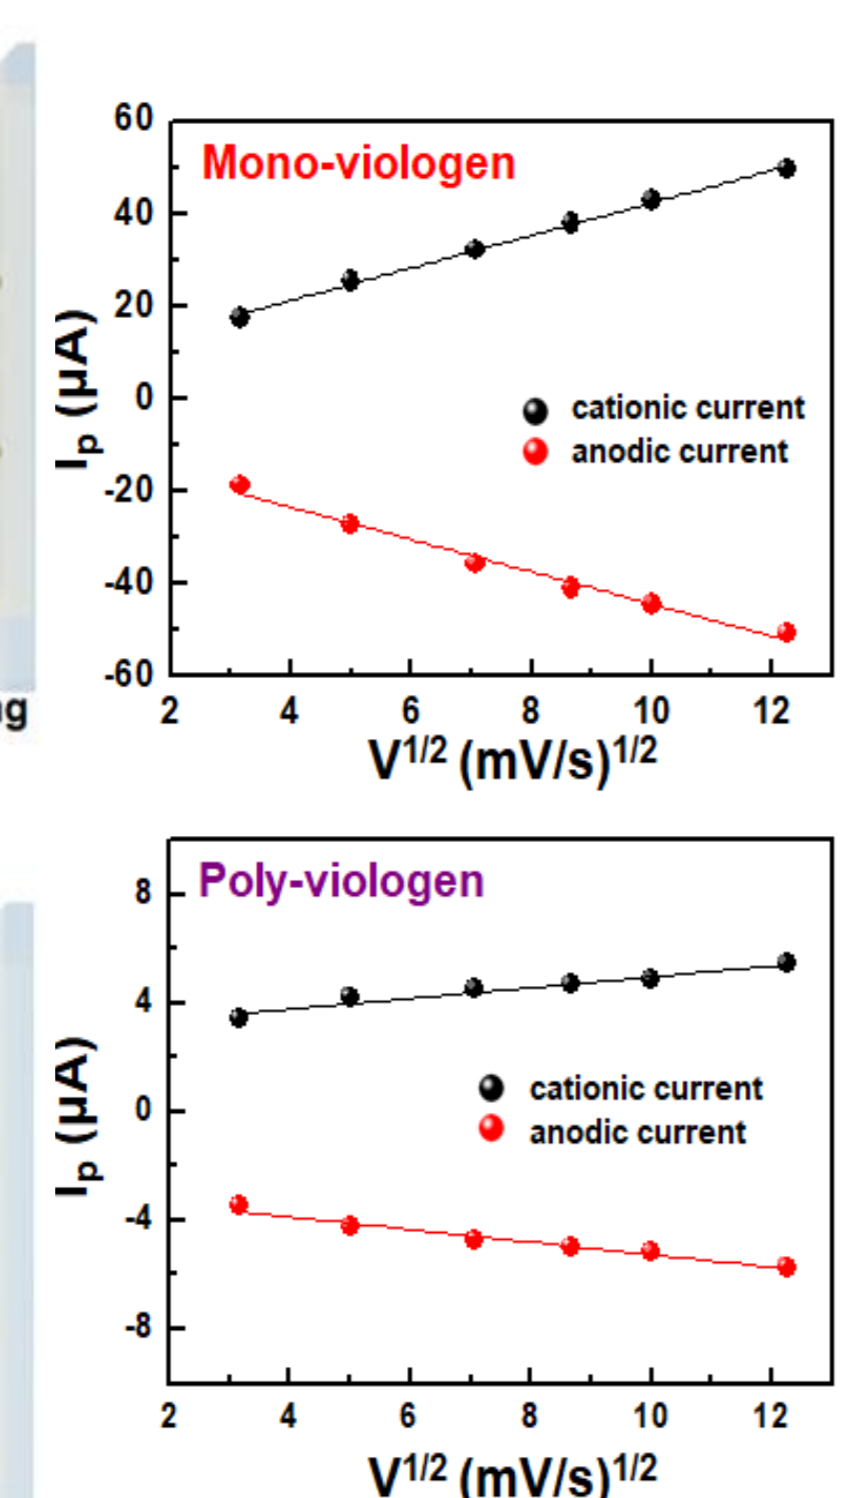 60
Mono-viologen
40
20
0
-20
-40
-60
Ip (μA)
cationic current
anodic current
2 4 6 8 10 12
V1/2 (mV/s)1/2
8
Poly-viologen
4
0
-4
-8
Ip (μA)
cationic current
anodic current
2 4 6 8 10 12
V1/2 (mV/s)1/2